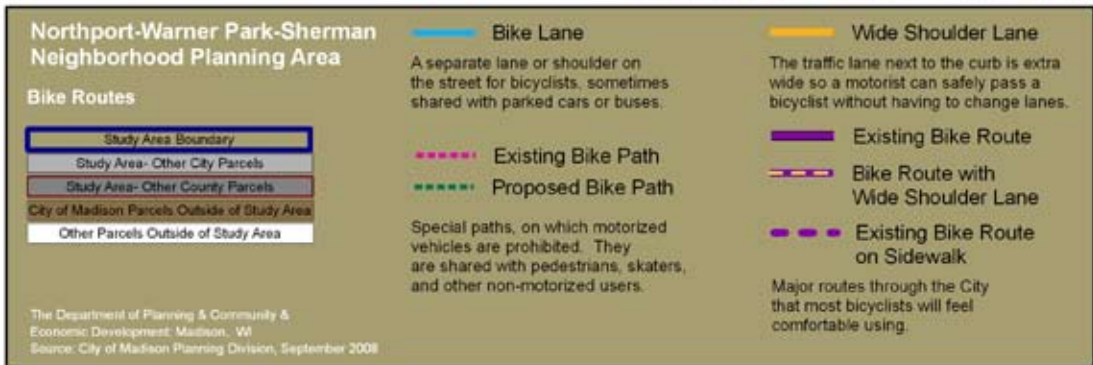 Northport-Warner Park-Sherman
Neighborhood Planning Area
Bike Routes
Study Area Boundary
Study Area- Other City Parcels
Study Area- Other County Parcels
City of Madison Parcels Outside of Study Area
Other Parcels Outside of Study Area
The Department of Planning & Community &
Economic Development: Madison, WI
Source: City of Madison Planning Division, September 2008
Bike Lane
A separate lane or shoulder on
the street for bicyclists, sometimes
shared with parked cars or buses.
Existing Bike Path
Proposed Bike Path
Special paths, on which motorized
vehicles are prohibited. They
are shared with pedestrians, skaters,
and other non-motorized users.
Wide Shoulder Lane
The traffic lane next to the curb is extra
wide so a motorist can safely pass a
bicyclist without having to change lanes.
Existing Bike Route
Bike Route with
Wide Shoulder Lane
Existing Bike Route
on Sidewalk
Major routes through the City
that most bicyclists will feel
comfortable using.